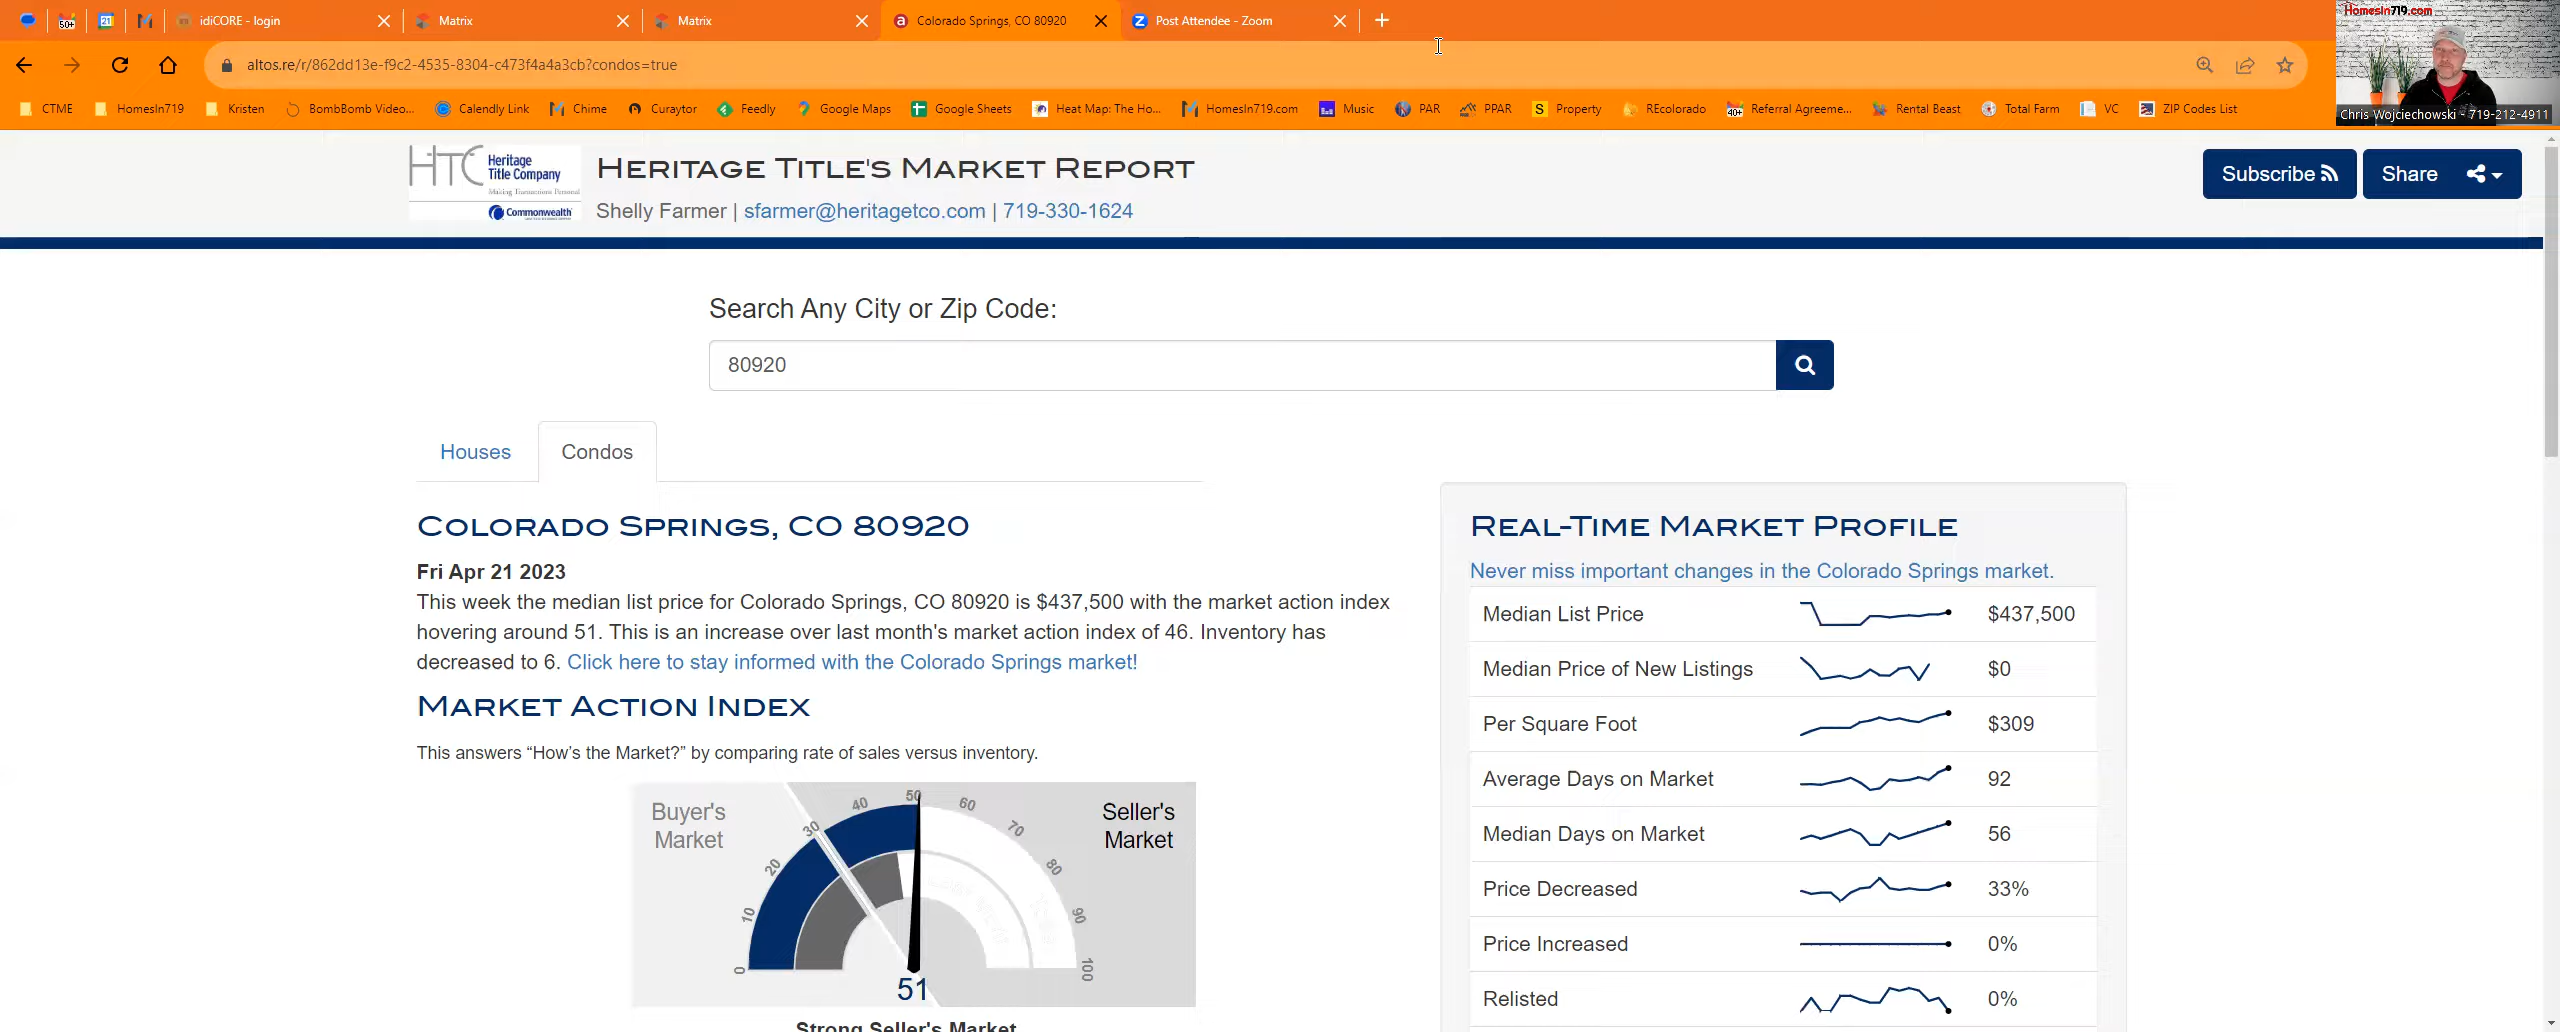 idiCORE - login
Matrix
Matrix
Colorado Springs, CO 80920
Post Attendee - Zoom
HomesIn719.com
altos.re/r/862dd13e-f9c2-4535-8304-c473f4a4a3cb?condos=true
CTME
HomesIn719
Kristen
BombBomb Video...
Calendly Link
Chime
Curaytor
Feedly
Google Maps
Google Sheets
Heat Map: The Ho...
HomesIn719.com
Music
PAR
PPAR
Property
REcolorado
Referral Agreeme...
Rental Beast
Total Farm
VC
ZIP Codes List
Chris Wojciechowski - 719-212-4911
HTC Heritage
Title Company
Making Transactions Personal
Commonwealth
Heritage Title's Market Report
Shelly Farmer | sfarmer@heritagetco.com | 719-330-1624
Subscribe
Share
Search Any City or Zip Code:
80920
Houses
Condos
Colorado Springs, CO 80920
Fri Apr 21 2023
This week the median list price for Colorado Springs, CO 80920 is $437,500 with the market action index
hovering around 51. This is an increase over last month's market action index of 46. Inventory has
decreased to 6. Click here to stay informed with the Colorado Springs market!
Market Action Index
This answers “How's the Market?” by comparing rate of sales versus inventory.
Buyer's
Market
Seller's
Market
0
10
20
30
40
50
60
70
80
90
100
51
Strong Seller's Market
Real-Time Market Profile
Never miss important changes in the Colorado Springs market.
Median List Price $437,500
Median Price of New Listings $0
Per Square Foot $309
Average Days on Market 92
Median Days on Market 56
Price Decreased 33%
Price Increased 0%
Relisted 0%